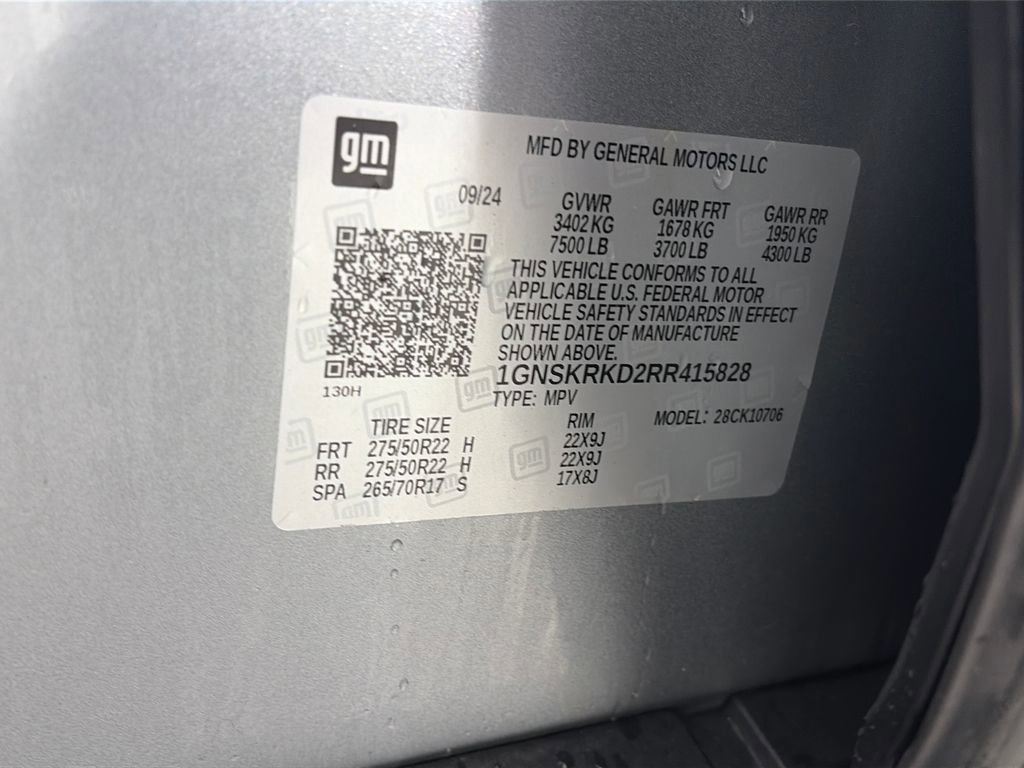 gm
MFD BY GENERAL MOTORS LLC
09/24
GVWR GAWR FRT GAWR RR
3402 KG 1678 KG 1950 KG
7500 LB 3700 LB 4300 LB
THIS VEHICLE CONFORMS TO ALL
APPLICABLE U.S. FEDERAL MOTOR
VEHICLE SAFETY STANDARDS IN EFFECT
ON THE DATE OF MANUFACTURE
SHOWN ABOVE.
1GNSKRKD2RR415828
130H
TYPE: MPV MODEL: 28CK10706
TIRE SIZE RIM
FRT 275/50R22 H 22X9J
RR 275/50R22 H 22X9J
SPA 265/70R17 S 17X8J